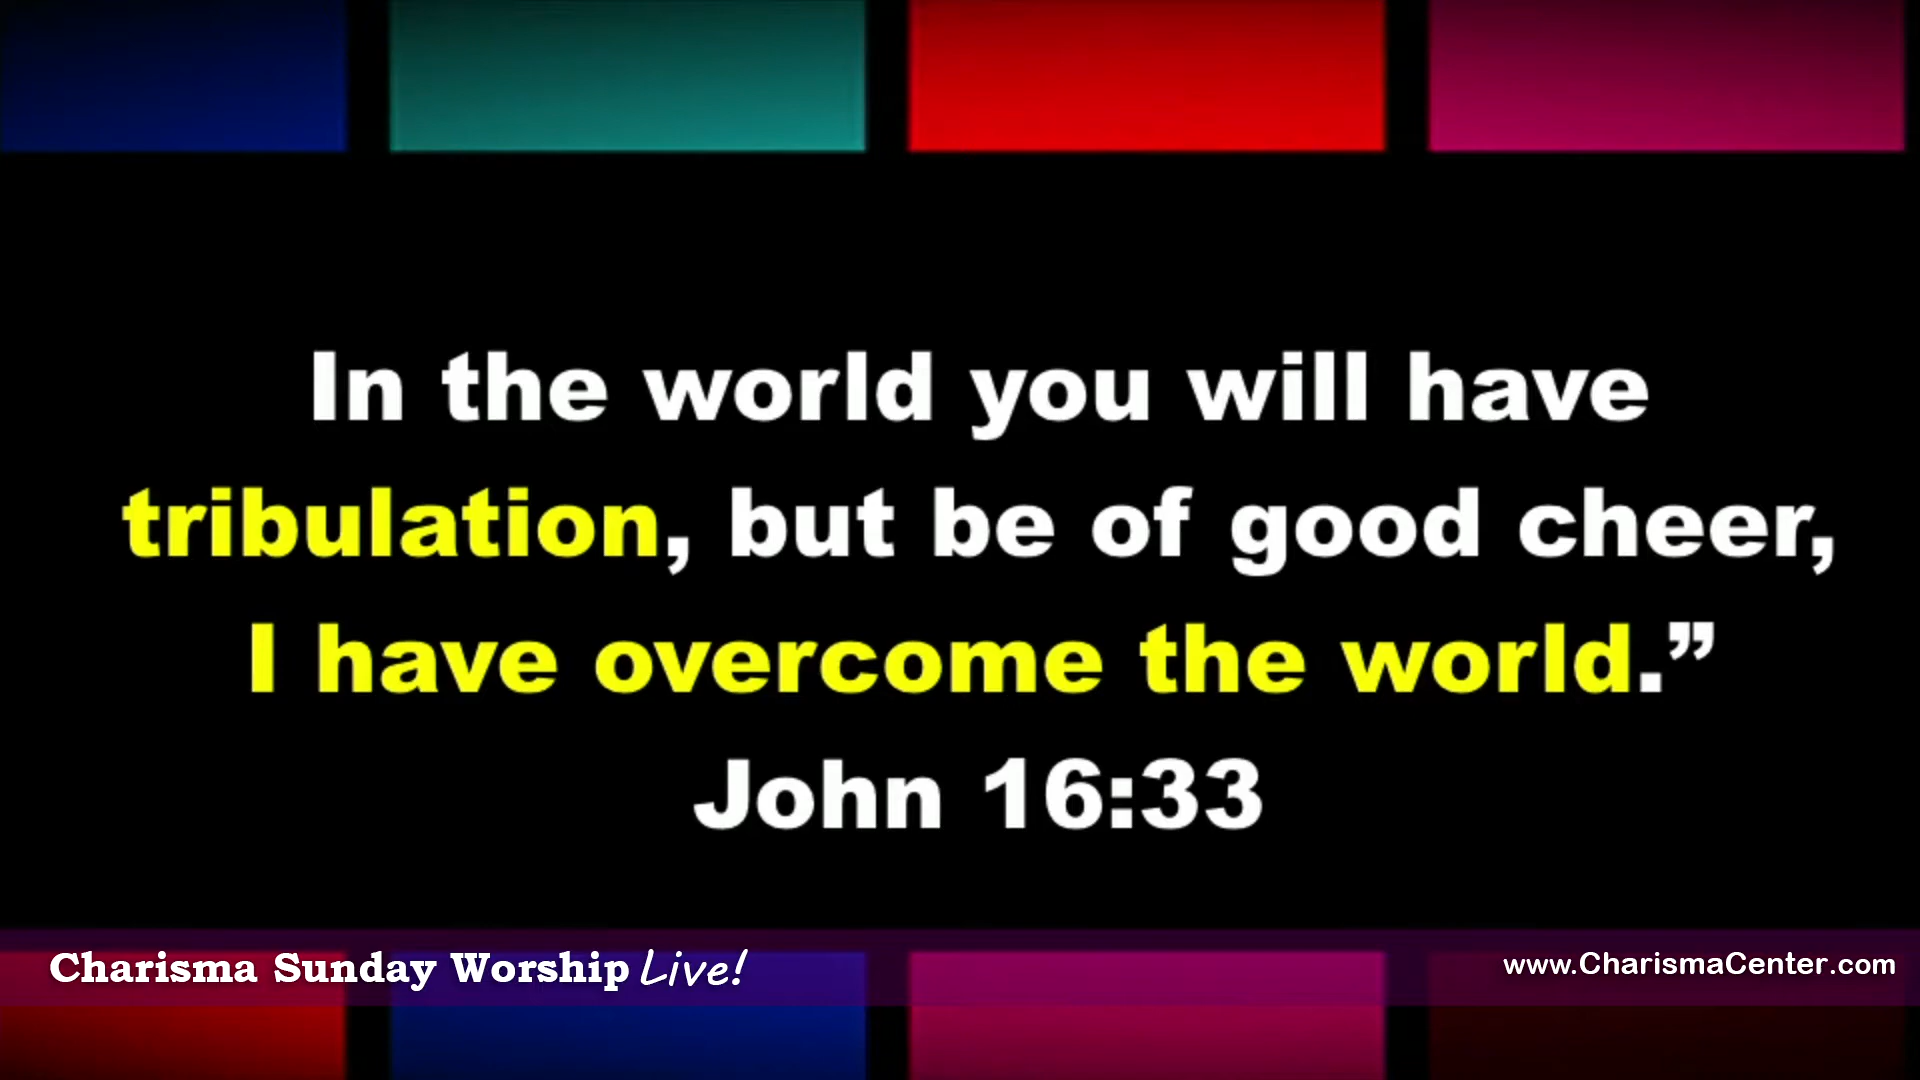 In the world you will have
tribulation, but be of good cheer,
I have overcome the world.”
John 16:33
Charisma Sunday Worship Live!
www.CharismaCenter.com